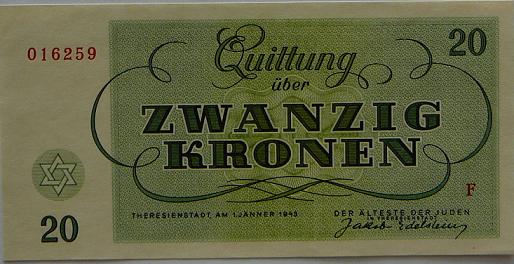 016259
20
Quittung
über
ZWANZIG
KRONEN
F
20
THERESIENSTADT, AM 1. JÄNNER 1943
DER ÄLTESTE DER JUDEN
IN THERESIENSTADT
Jakob Edelstein